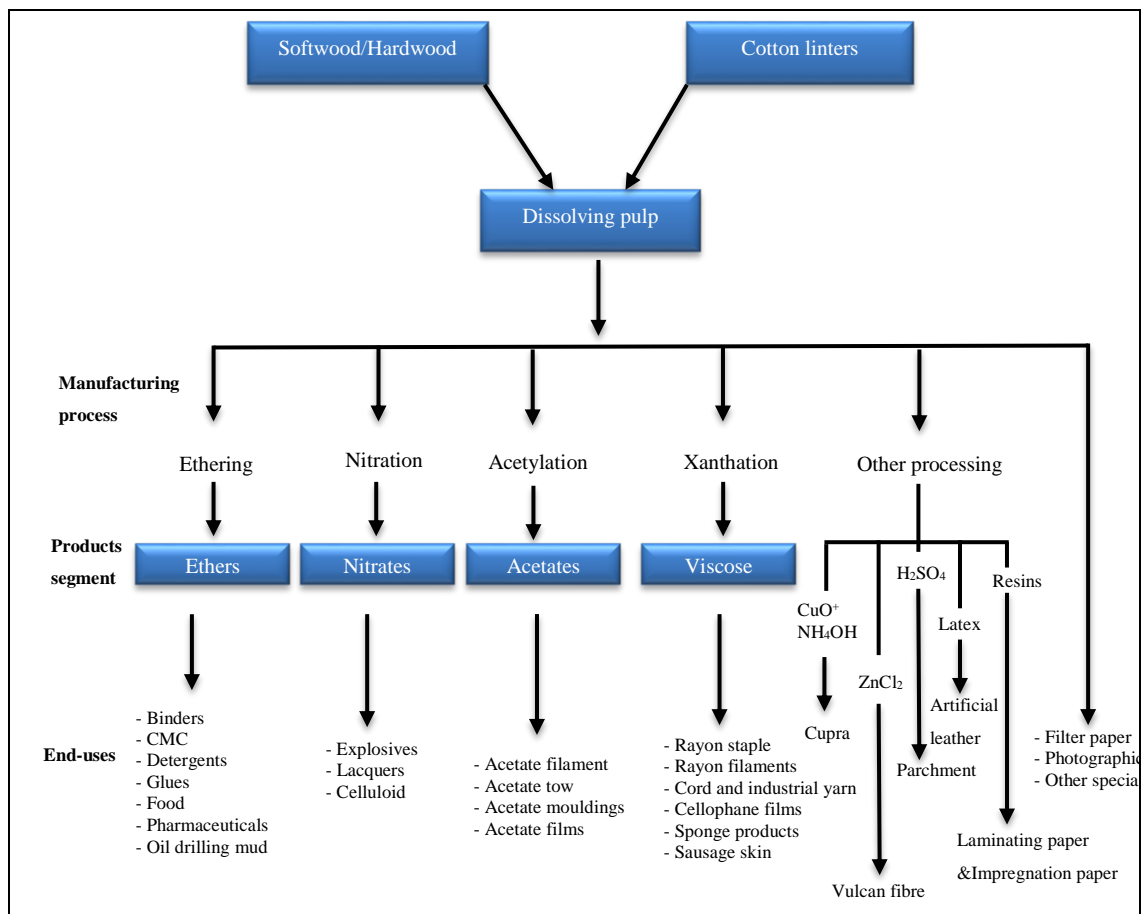 Softwood/Hardwood
Cotton linters
Dissolving pulp
Manufacturing
process
Ethering
Nitration
Acetylation
Xanthation
Other processing
Products
segment
Ethers
Nitrates
Acetates
Viscose
CuO⁺
NH₄OH
ZnCl₂
H₂SO₄
Latex
Resins
End-uses
- Binders
- CMC
- Detergents
- Glues
- Food
- Pharmaceuticals
- Oil drilling mud
- Explosives
- Lacquers
- Celluloid
- Acetate filament
- Acetate tow
- Acetate mouldings
- Acetate films
- Rayon staple
- Rayon filaments
- Cord and industrial yarn
- Cellophane films
- Sponge products
- Sausage skin
Cupra
Vulcan fibre
Parchment
Artificial
leather
Laminating paper
&Impregnation paper
- Filter paper
- Photographic
- Other special